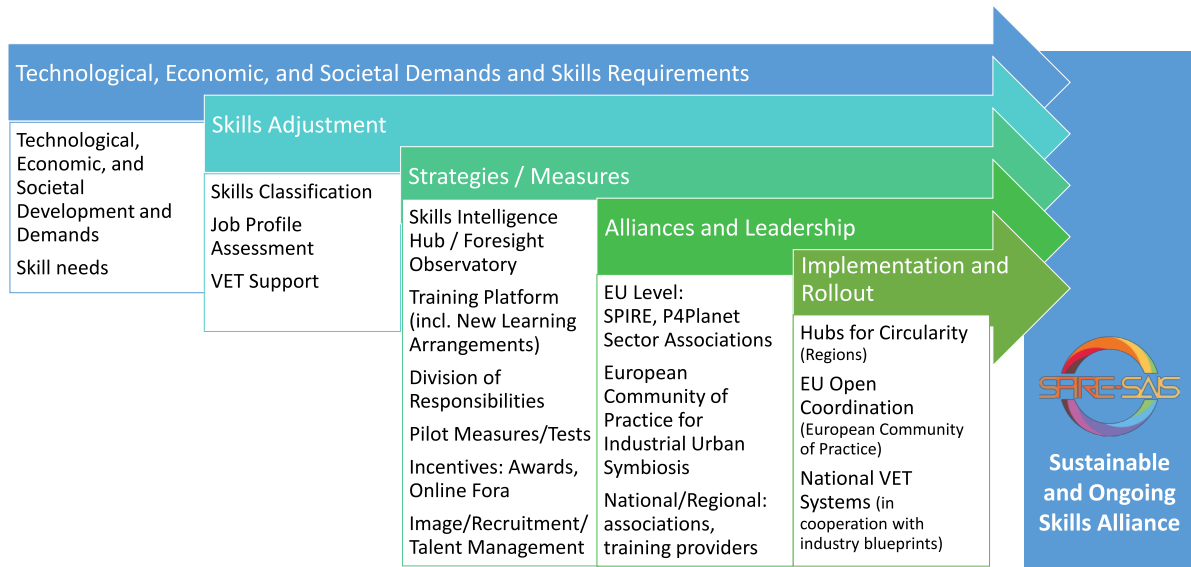 Technological, Economic, and Societal Demands and Skills Requirements
Technological,
Economic, and
Societal
Development and
Demands
Skill needs
Skills Adjustment
Skills Classification
Job Profile
Assessment
VET Support
Strategies / Measures
Skills Intelligence
Hub / Foresight
Observatory
Training Platform
(incl. New Learning
Arrangements)
Division of
Responsibilities
Pilot Measures/Tests
Incentives: Awards,
Online Fora
Image/Recruitment/
Talent Management
Alliances and Leadership
EU Level:
SPIRE, P4Planet
Sector Associations
European
Community of
Practice for
Industrial Urban
Symbiosis
National/Regional:
associations,
training providers
Implementation and
Rollout
Hubs for Circularity
(Regions)
EU Open
Coordination
(European Community
of Practice)
National VET
Systems (in
cooperation with
industry blueprints)
SPIRE-SAIS
Sustainable
and Ongoing
Skills Alliance